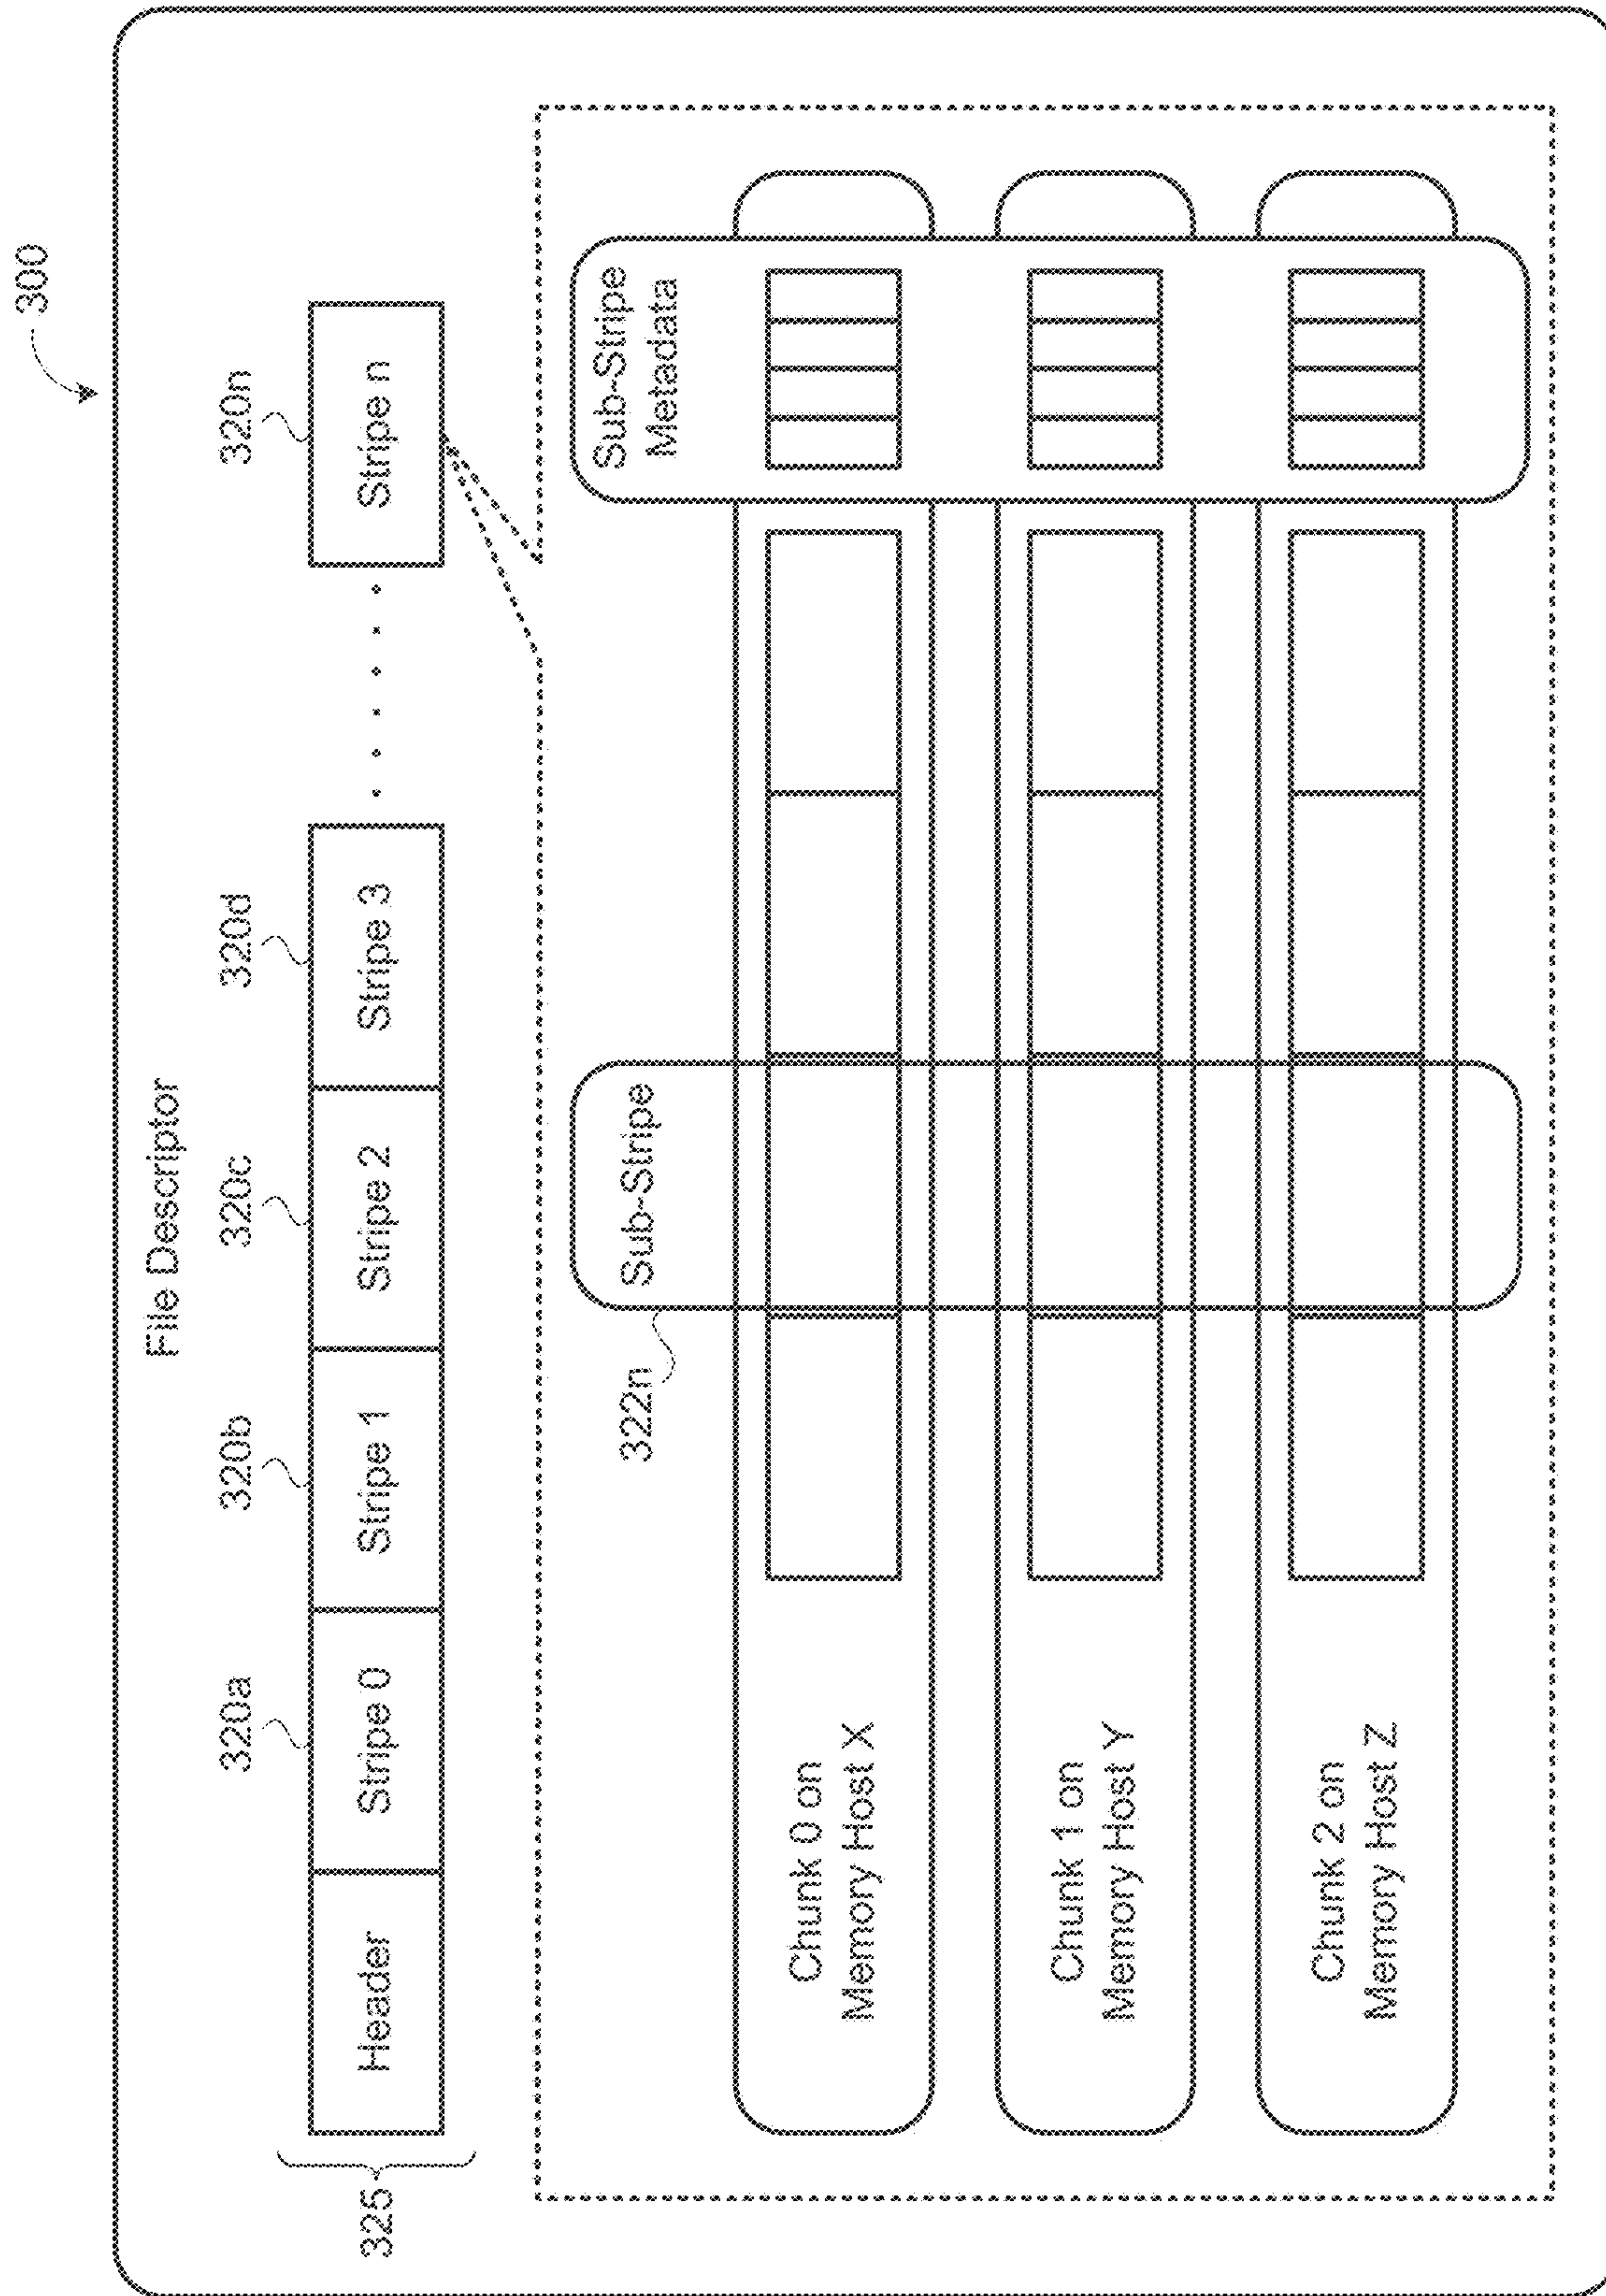 300
File Descriptor
320a
320b
320c
320d
320n
325
Header
Stripe 0
Stripe 1
Stripe 2
Stripe 3
Stripe n
322n
Sub-Stripe
Sub-Stripe
Metadata
Chunk 0 on
Memory Host X
Chunk 1 on
Memory Host Y
Chunk 2 on
Memory Host Z